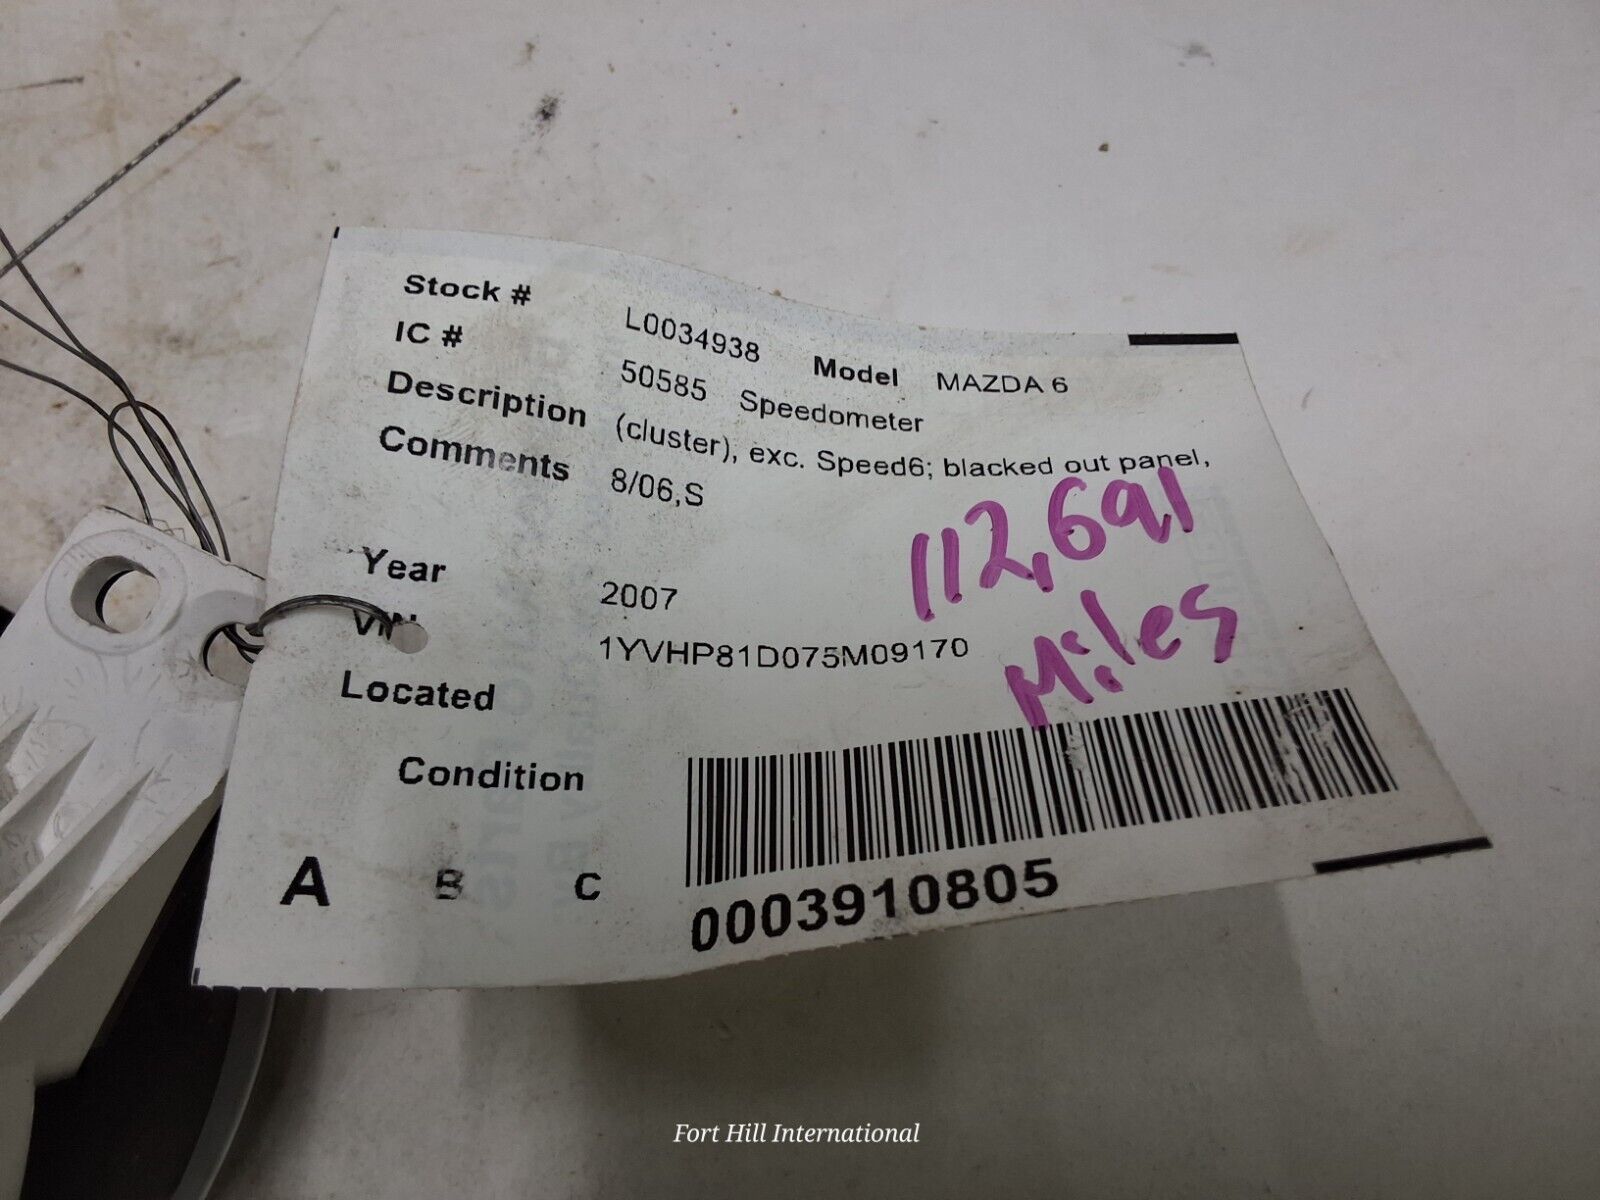 Stock # L0034938 Model MAZDA 6
IC # 50585 Speedometer
Description (cluster), exc. Speed6; blacked out panel,
Comments 8/06,S
112,691
Miles
Year 2007
VIN 1YVHP81D075M09170
Located
Condition
A B C
0003910805
Fort Hill International